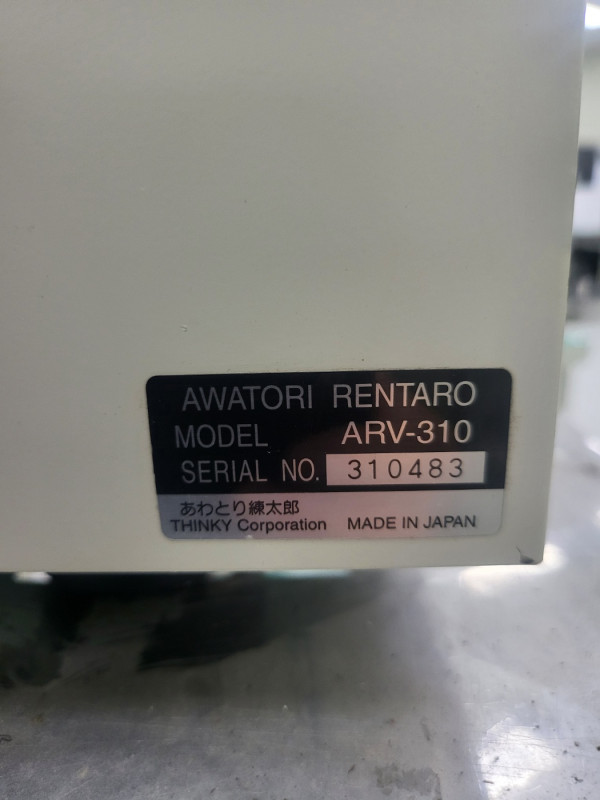 AWATORI RENTARO
MODEL ARV-310
SERIAL NO. 310483
あわとり練太郎
THINKY Corporation MADE IN JAPAN